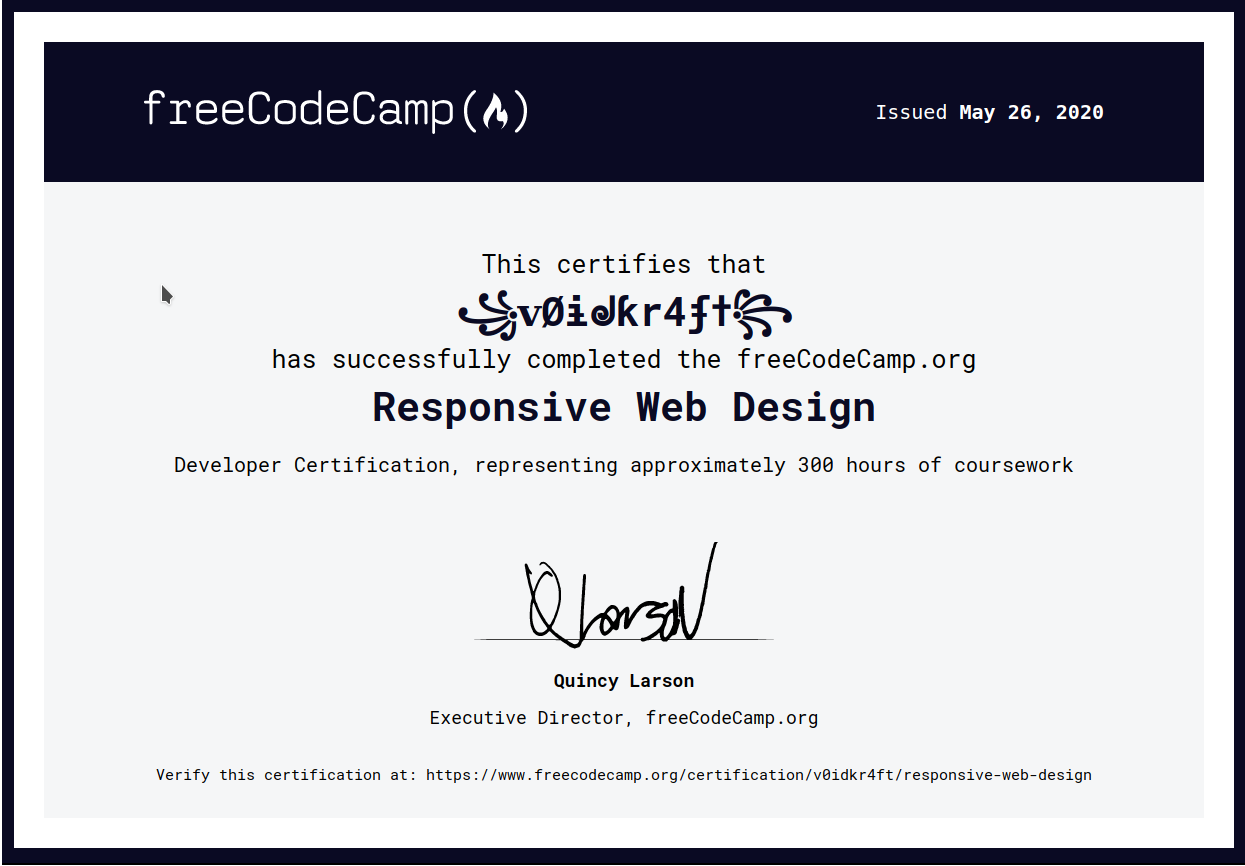 freeCodeCamp(🔥)
Issued May 26, 2020
This certifies that
꧁vØɨᖱƙr4ʄ†꧂
has successfully completed the freeCodeCamp.org
Responsive Web Design
Developer Certification, representing approximately 300 hours of coursework
Q Larson
Quincy Larson
Executive Director, freeCodeCamp.org
Verify this certification at: https://www.freecodecamp.org/certification/v0idkr4ft/responsive-web-design